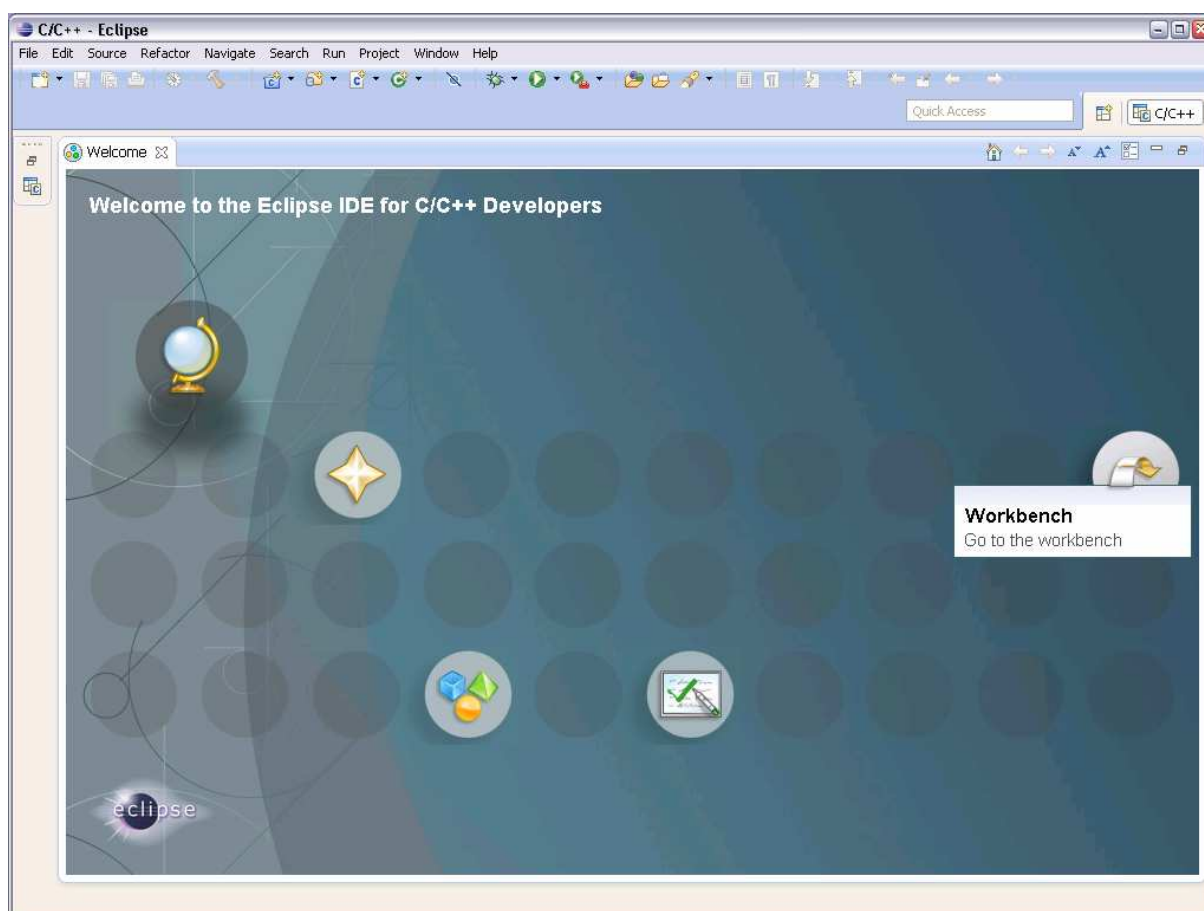 C/C++ - Eclipse
File Edit Source Refactor Navigate Search Run Project Window Help
Quick Access
C/C++
Welcome
Welcome to the Eclipse IDE for C/C++ Developers
Workbench
Go to the workbench
eclipse